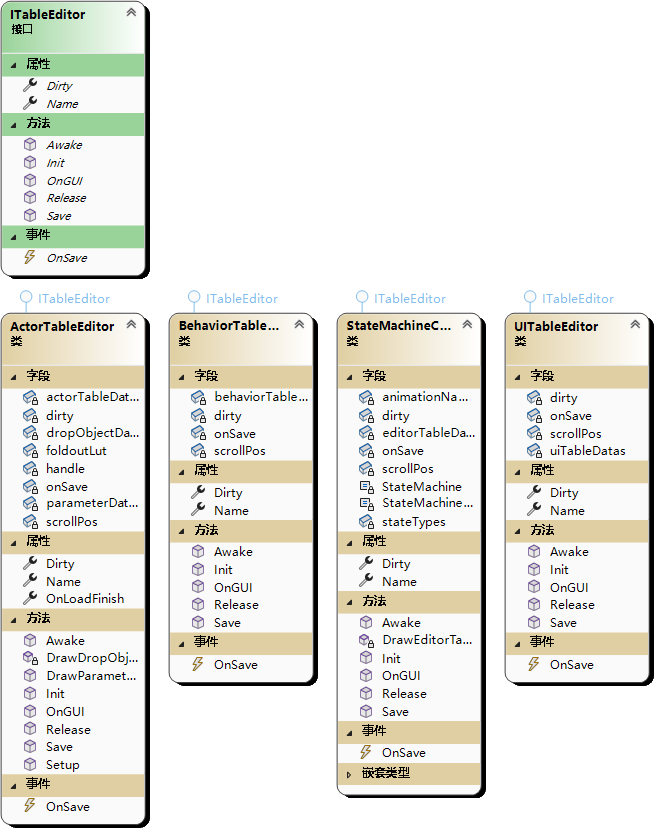 ITableEditor
接口
属性
Dirty
Name
方法
Awake
Init
OnGUI
Release
Save
事件
OnSave
ITableEditor
ActorTableEditor
类
字段
actorTableDat...
dirty
dropObjectDa...
foldoutLut
handle
onSave
parameterDat...
scrollPos
属性
Dirty
Name
OnLoadFinish
方法
Awake
DrawDropObj...
DrawParamet...
Init
OnGUI
Release
Save
Setup
事件
OnSave
ITableEditor
BehaviorTable...
类
字段
behaviorTable...
dirty
onSave
scrollPos
属性
Dirty
Name
方法
Awake
Init
OnGUI
Release
Save
事件
OnSave
ITableEditor
StateMachineC...
类
字段
animationNa...
dirty
editorTableDa...
onSave
scrollPos
StateMachine
StateMachine...
stateTypes
属性
Dirty
Name
方法
Awake
DrawEditorTa...
Init
OnGUI
Release
Save
事件
OnSave
嵌套类型
ITableEditor
UITableEditor
类
字段
dirty
onSave
scrollPos
uiTableDatas
属性
Dirty
Name
方法
Awake
Init
OnGUI
Release
Save
事件
OnSave